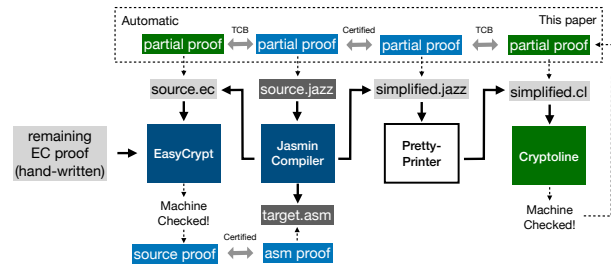 Automatic
This paper
TCB
Certified
TCB
partial proof
partial proof
partial proof
partial proof
source.ec
source.jazz
simplified.jazz
simplified.cl
remaining
EC proof
(hand-written)
EasyCrypt
Jasmin
Compiler
Pretty-
Printer
Cryptoline
Machine
Checked!
target.asm
Machine
Checked!
Certified
source proof
asm proof